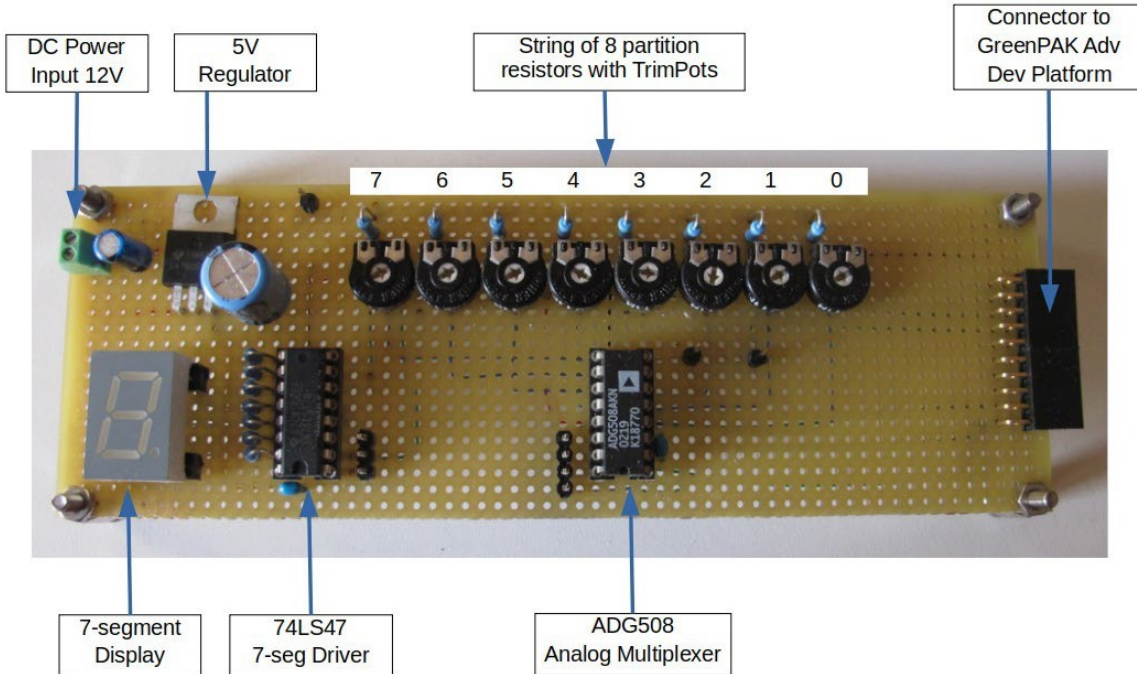 DC Power
Input 12V
5V
Regulator
String of 8 partition
resistors with TrimPots
Connector to
GreenPAK Adv
Dev Platform
7 6 5 4 3 2 1 0
ADG508AKN
0219
K18770
7-segment
Display
74LS47
7-seg Driver
ADG508
Analog Multiplexer